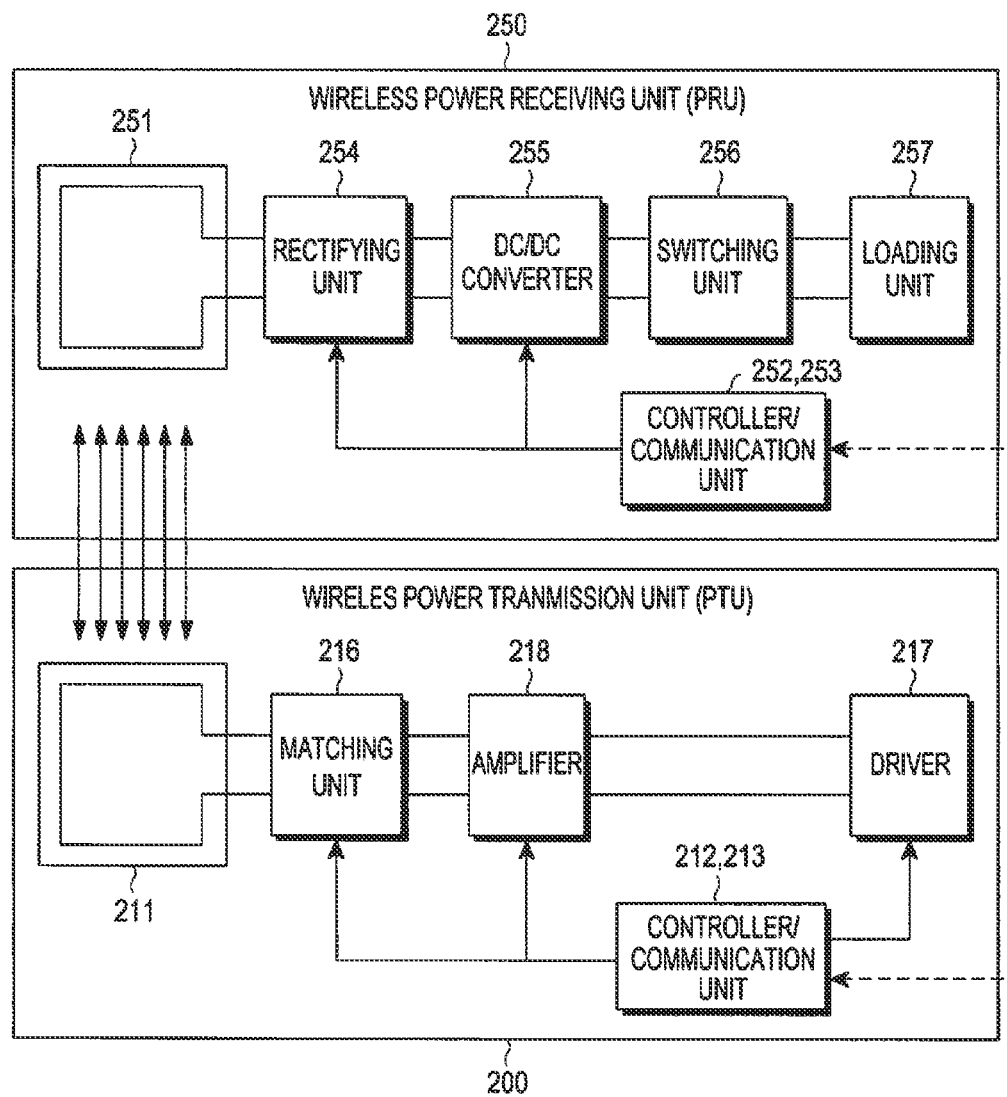 250
WIRELESS POWER RECEIVING UNIT (PRU)
251
254
255
256
257
RECTIFYING
UNIT
DC/DC
CONVERTER
SWITCHING
UNIT
LOADING
UNIT
252,253
CONTROLLER/
COMMUNICATION
UNIT
WIRELES POWER TRANMISSION UNIT (PTU)
216
218
217
MATCHING
UNIT
AMPLIFIER
DRIVER
211
212,213
CONTROLLER/
COMMUNICATION
UNIT
200